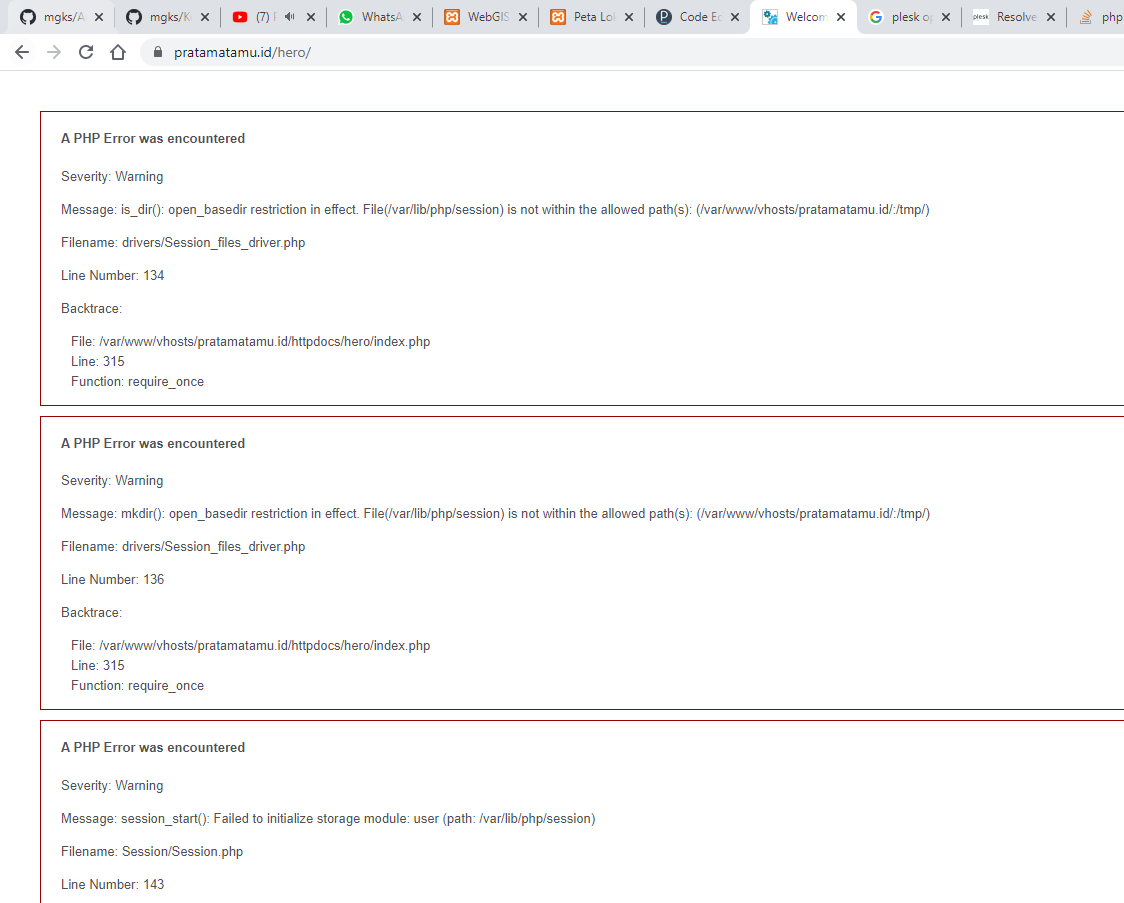 mgks/A
mgks/K
(7)
WhatsA
WebGIS
Peta Lo
Code Ec
Welcom
plesk o
plesk
Resolve
php
pratamatamu.id/hero/
A PHP Error was encountered
Severity: Warning
Message: is_dir(): open_basedir restriction in effect. File(/var/lib/php/session) is not within the allowed path(s): (/var/www/vhosts/pratamatamu.id/:/tmp/)
Filename: drivers/Session_files_driver.php
Line Number: 134
Backtrace:
File: /var/www/vhosts/pratamatamu.id/httpdocs/hero/index.php
Line: 315
Function: require_once
A PHP Error was encountered
Severity: Warning
Message: mkdir(): open_basedir restriction in effect. File(/var/lib/php/session) is not within the allowed path(s): (/var/www/vhosts/pratamatamu.id/:/tmp/)
Filename: drivers/Session_files_driver.php
Line Number: 136
Backtrace:
File: /var/www/vhosts/pratamatamu.id/httpdocs/hero/index.php
Line: 315
Function: require_once
A PHP Error was encountered
Severity: Warning
Message: session_start(): Failed to initialize storage module: user (path: /var/lib/php/session)
Filename: Session/Session.php
Line Number: 143